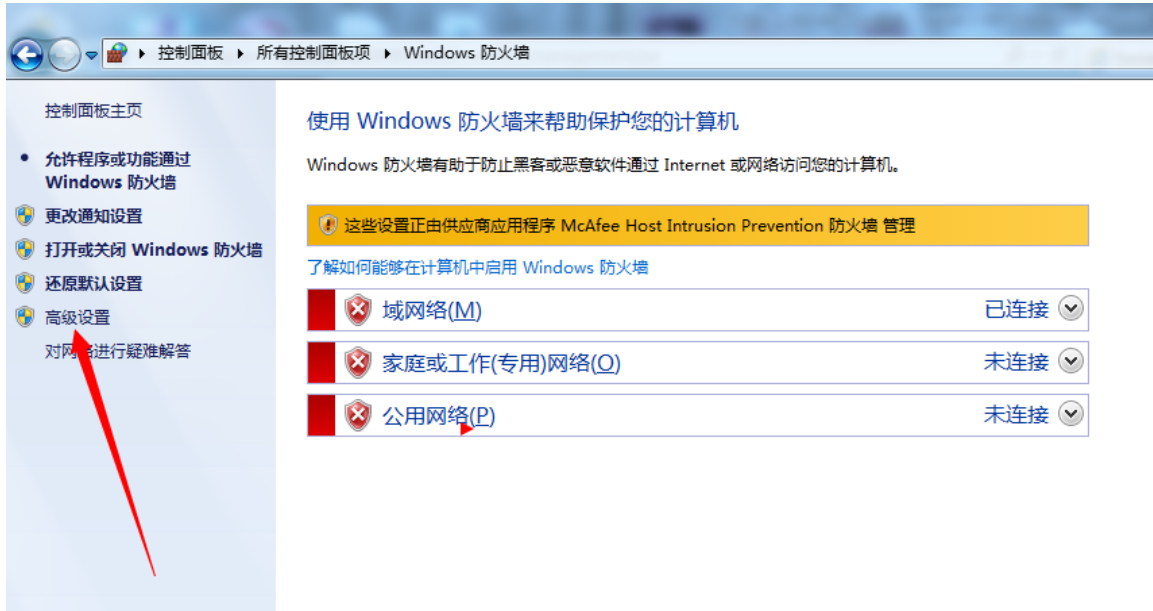 控制面板 ▸ 所有控制面板项 ▸ Windows 防火墙
控制面板主页
允许程序或功能通过
Windows 防火墙
更改通知设置
打开或关闭 Windows 防火墙
还原默认设置
高级设置
对网络进行疑难解答
使用 Windows 防火墙来帮助保护您的计算机
Windows 防火墙有助于防止黑客或恶意软件通过 Internet 或网络访问您的计算机。
这些设置正由供应商应用程序 McAfee Host Intrusion Prevention 防火墙 管理
了解如何能够在计算机中启用 Windows 防火墙
域网络(M) 已连接
家庭或工作(专用)网络(O) 未连接
公用网络(P) 未连接